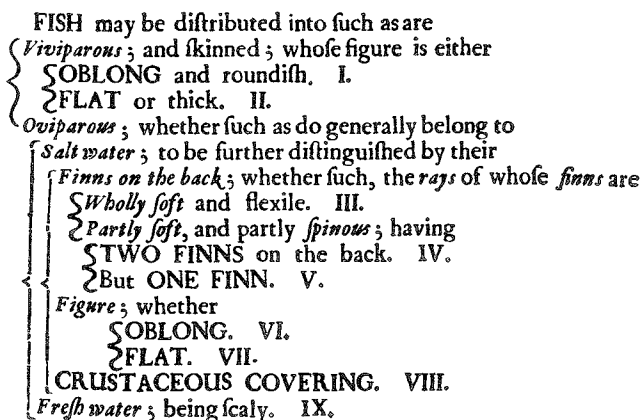 FISH may be diſtributed into ſuch as are
Viviparous; and ſkinned; whoſe figure is either
OBLONG and roundiſh. I.
FLAT or thick. II.
Oviparous; whether ſuch as do generally belong to
Salt water; to be further diſtinguiſhed by their
Finns on the back; whether ſuch, the rays of whoſe finns are
Wholly ſoft and flexile. III.
Partly ſoft, and partly ſpinous; having
TWO FINNS on the back. IV.
But ONE FINN. V.
Figure; whether
OBLONG. VI.
FLAT. VII.
CRUSTACEOUS COVERING. VIII.
Freſh water; being ſcaly. IX.